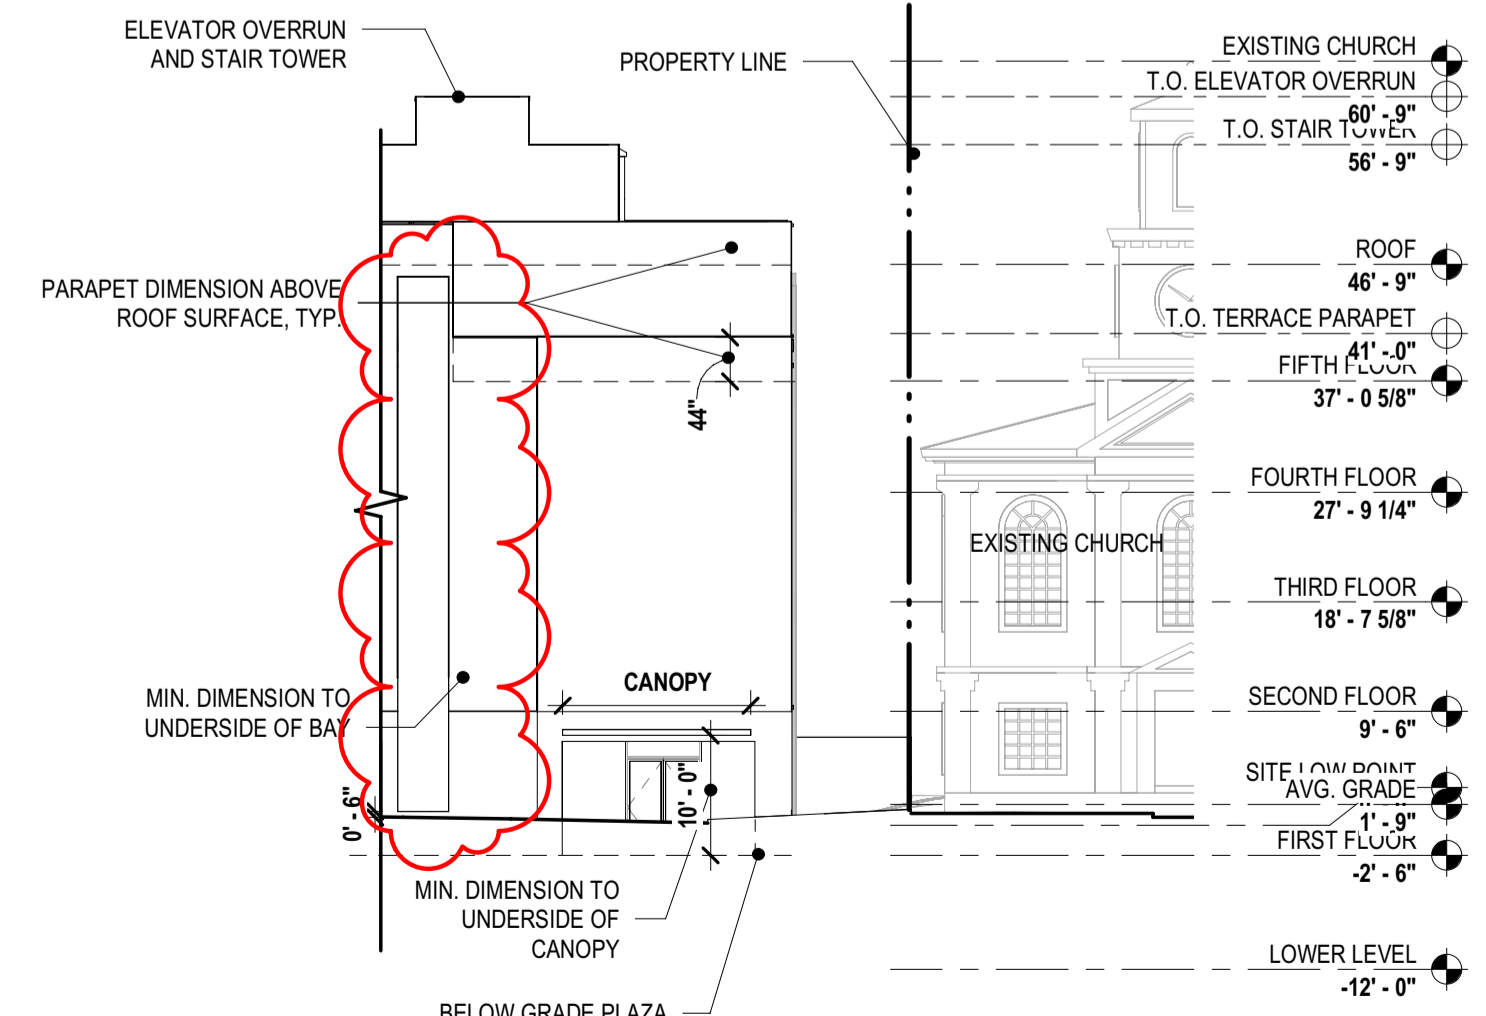 ELEVATOR OVERRUN
AND STAIR TOWER
PROPERTY LINE
EXISTING CHURCH
T.O. ELEVATOR OVERRUN
60' - 9"
T.O. STAIR TOWER
56' - 9"
PARAPET DIMENSION ABOVE
ROOF SURFACE, TYP.
ROOF
46' - 9"
T.O. TERRACE PARAPET
41' - 0"
FIFTH FLOOR
37' - 0 5/8"
44"
FOURTH FLOOR
27' - 9 1/4"
EXISTING CHURCH
THIRD FLOOR
18' - 7 5/8"
CANOPY
MIN. DIMENSION TO
UNDERSIDE OF BAY
SECOND FLOOR
9' - 6"
0' - 6"
10' - 0"
SITE LOW POINT
AVG. GRADE
1' - 9"
FIRST FLOOR
-2' - 6"
MIN. DIMENSION TO
UNDERSIDE OF
CANOPY
LOWER LEVEL
-12' - 0"
BELOW GRADE PLAZA